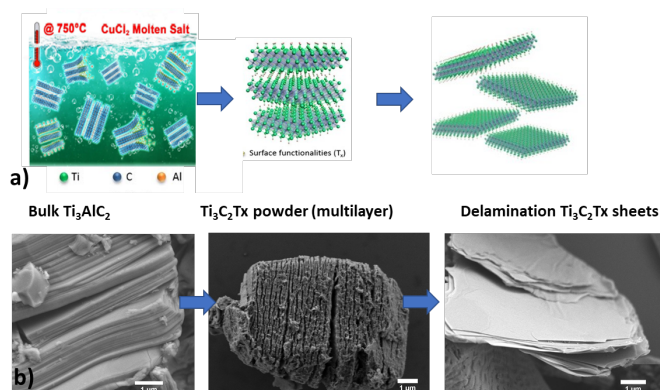 @ 750°C
CuCl₂ Molten Salt
Surface functionalities (Tₓ)
Ti
C
Al
a)
Bulk Ti₃AlC₂
Ti₃C₂Tx powder (multilayer)
Delamination Ti₃C₂Tx sheets
b)
1 μm
1 μm
1 μm